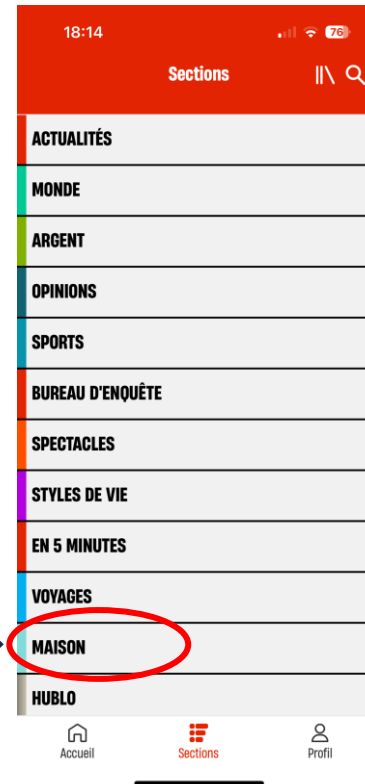 18:14
76
Sections
ACTUALITÉS
MONDE
ARGENT
OPINIONS
SPORTS
BUREAU D'ENQUÊTE
SPECTACLES
STYLES DE VIE
EN 5 MINUTES
VOYAGES
MAISON
HUBLO
Accueil
Sections
Profil